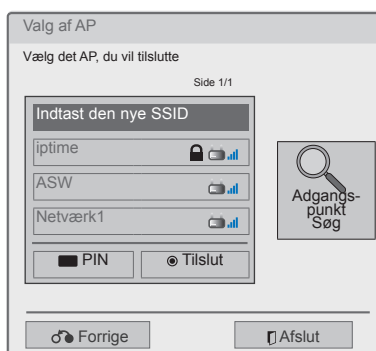 Valg af AP
Vælg det AP, du vil tilslutte
Side 1/1
Indtast den nye SSID
iptime
ASW
Netværk1
PIN
Tilslut
Adgangs-
punkt
Søg
Forrige
Afslut